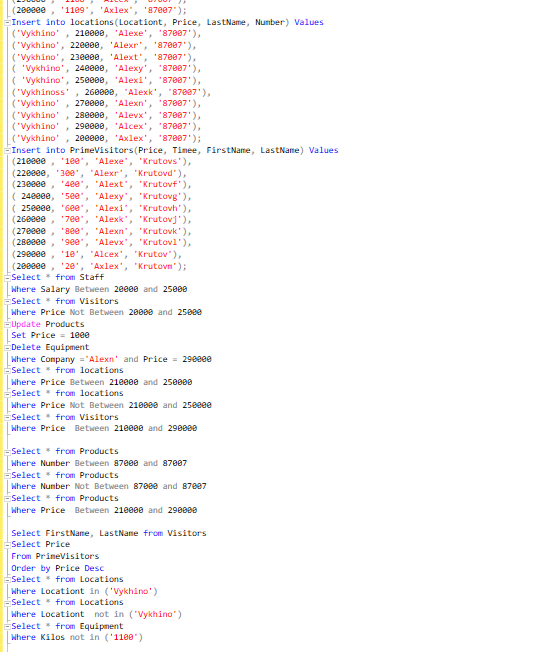 (200000 , '1109', 'Axlex', '87007');
Insert into locations(Locationt, Price, LastName, Number) Values
('Vykhino' , 210000, 'Alexe', '87007'),
('Vykhino', 220000, 'Alexr', '87007'),
('Vykhino', 230000, 'Alext', '87007'),
( 'Vykhino', 240000, 'Alexy', '87007'),
( 'Vykhino', 250000, 'Alexi', '87007'),
('Vykhinoss' , 260000, 'Alexk', '87007'),
('Vykhino' , 270000, 'Alexn', '87007'),
('Vykhino' , 280000, 'Alevx', '87007'),
('Vykhino' , 290000, 'Alcex', '87007'),
('Vykhino' , 200000, 'Axlex', '87007');
Insert into PrimeVisitors(Price, Timee, FirstName, LastName) Values
(210000 , '100', 'Alexe', 'Krutovs'),
(220000, '300', 'Alexr', 'Krutovd'),
(230000 , '400', 'Alext', 'Krutovf'),
( 240000, '500', 'Alexy', 'Krutovg'),
( 250000, '600', 'Alexi', 'Krutovh'),
(260000 , '700', 'Alexk', 'Krutovj'),
(270000 , '800', 'Alexn', 'Krutovk'),
(280000 , '900', 'Alevx', 'Krutovl'),
(290000 , '10', 'Alcex', 'Krutov'),
(200000 , '20', 'Axlex', 'Krutovm');
Select * from Staff
Where Salary Between 20000 and 25000
Select * from Visitors
Where Price Not Between 20000 and 25000
Update Products
Set Price = 1000
Delete Equipment
Where Company ='Alexn' and Price = 290000
Select * from locations
Where Price Between 210000 and 250000
Select * from locations
Where Price Not Between 210000 and 250000
Select * from Visitors
Where Price  Between 210000 and 290000
Select * from Products
Where Number Between 87000 and 87007
Select * from Products
Where Number Not Between 87000 and 87007
Select * from Products
Where Price  Between 210000 and 290000
Select FirstName, LastName from Visitors
Select Price
From PrimeVisitors
Order by Price Desc
Select * from Locations
Where Locationt in ('Vykhino')
Select * from Locations
Where Locationt  not in ('Vykhino')
Select * from Equipment
Where Kilos not in ('1100')